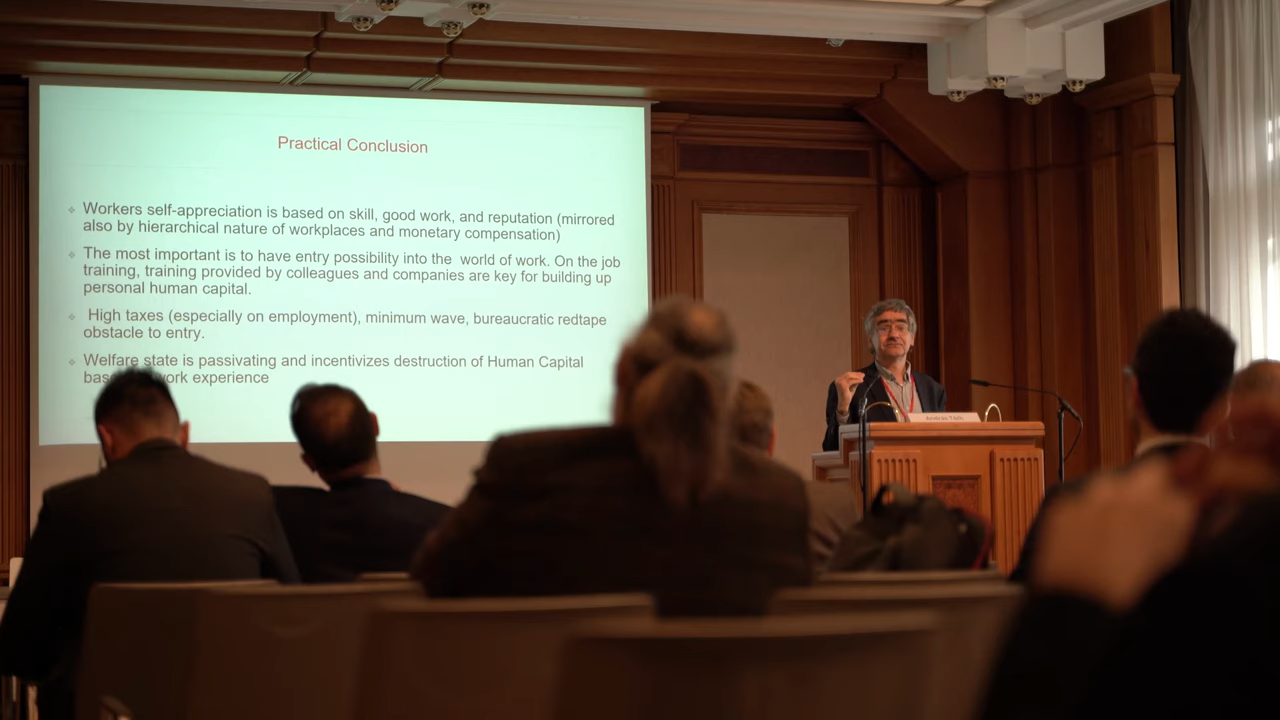 Practical Conclusion
Workers self-appreciation is based on skill, good work, and reputation (mirrored
also by hierarchical nature of workplaces and monetary compensation)
The most important is to have entry possibility into the world of work. On the job
training, training provided by colleagues and companies are key for building up
personal human capital.
High taxes (especially on employment), minimum wave, bureaucratic redtape
obstacle to entry.
Welfare state is passivating and incentivizes destruction of Human Capital
work experience